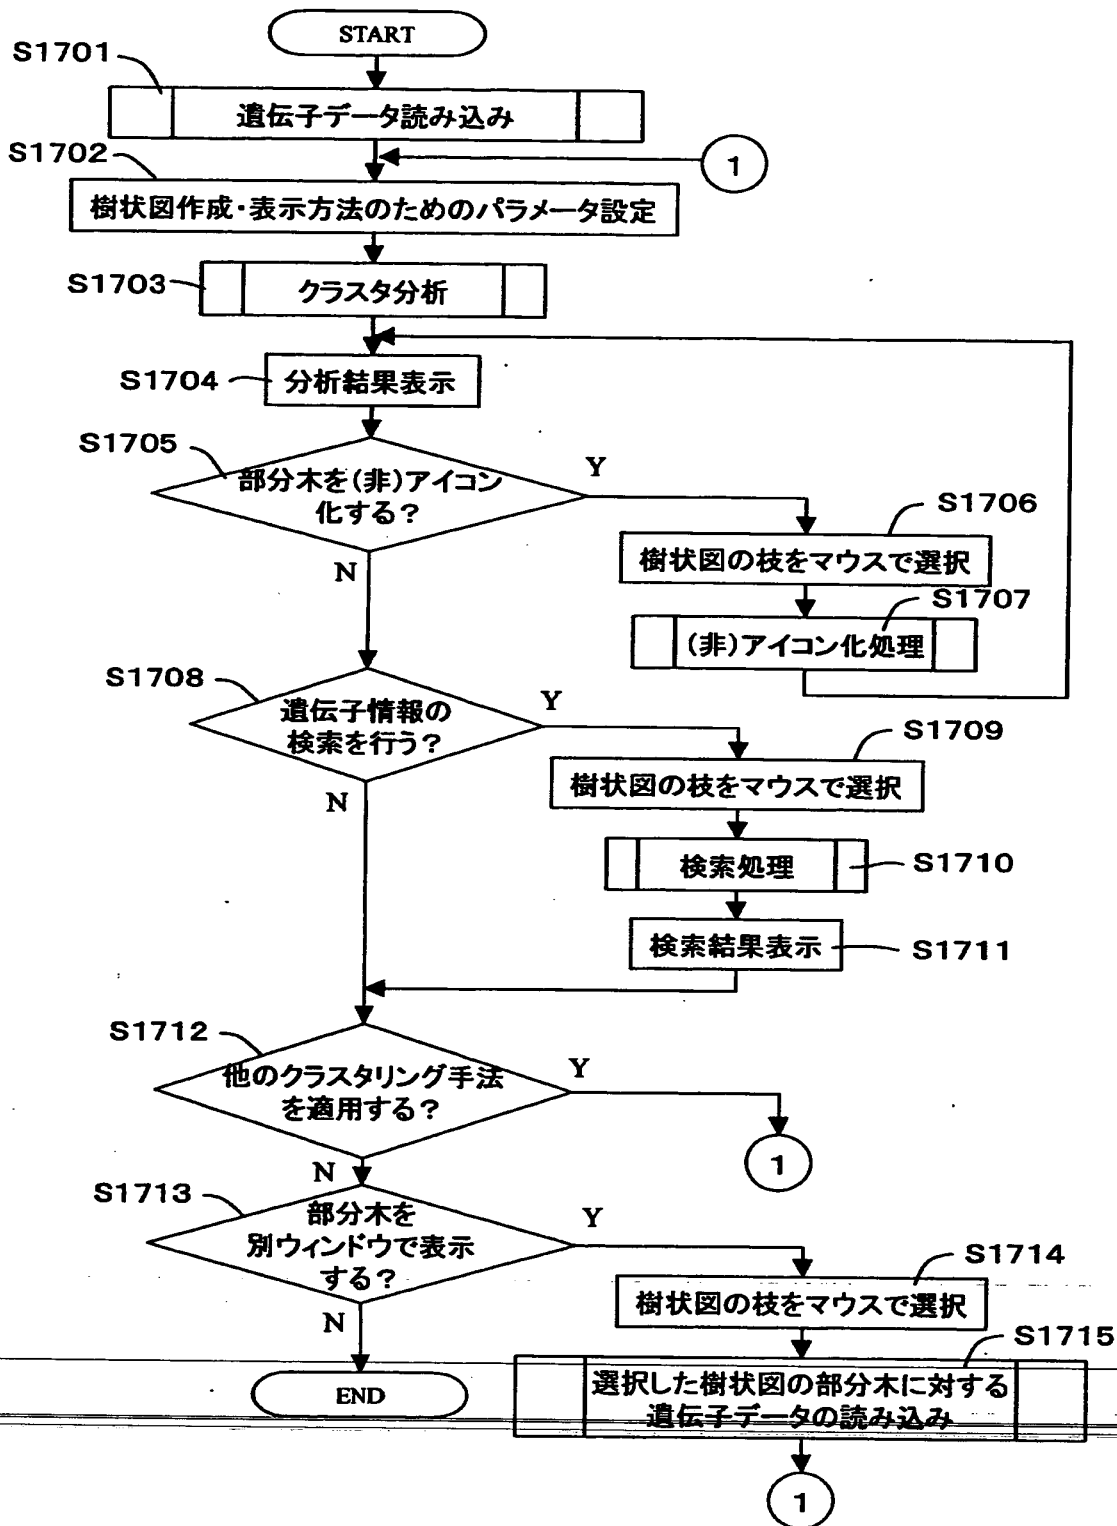 START
S1701
遺伝子データ読み込み
S1702
1
樹状図作成・表示方法のためのパラメータ設定
S1703
クラスタ分析
S1704
分析結果表示
S1705
部分木を(非)アイコン
化する?
Y
N
S1706
樹状図の枝をマウスで選択
S1707
(非)アイコン化処理
S1708
遺伝子情報の
検索を行う?
Y
N
S1709
樹状図の枝をマウスで選択
検索処理
S1710
検索結果表示
S1711
S1712
他のクラスタリング手法
を適用する?
Y
N
1
S1713
部分木を
別ウィンドウで表示
する?
Y
N
S1714
樹状図の枝をマウスで選択
S1715
選択した樹状図の部分木に対する
遺伝子データの読み込み
END
1